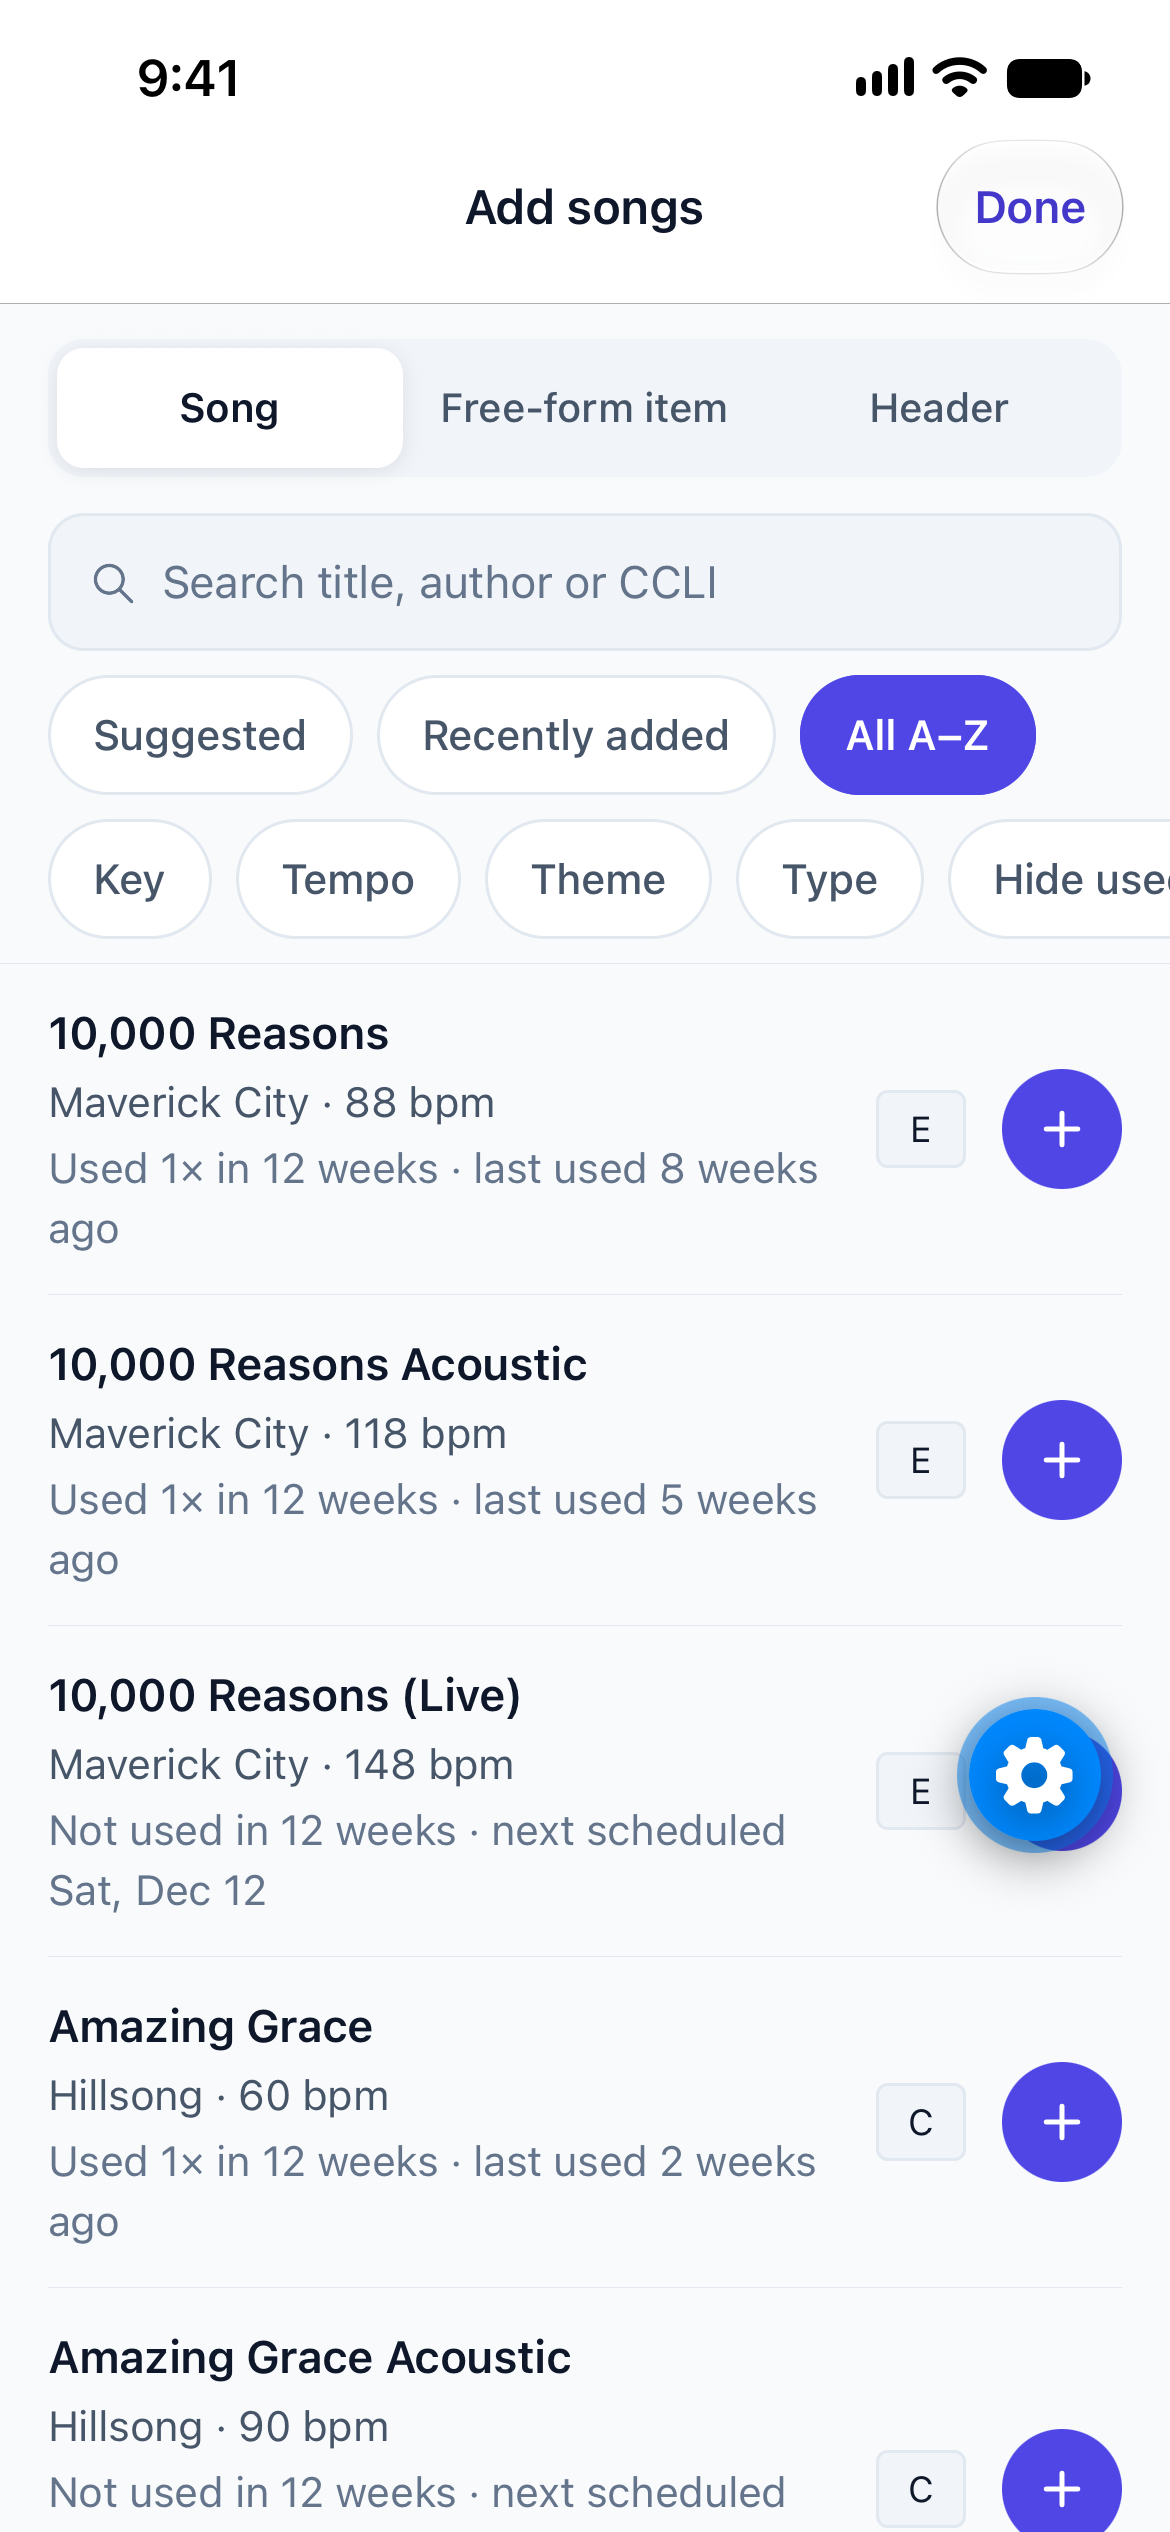 9:41
Add songs
Done
Song
Free-form item
Header
Search title, author or CCLI
Suggested
Recently added
All A–Z
Key
Tempo
Theme
Type
Hide used
10,000 Reasons
Maverick City · 88 bpm
Used 1× in 12 weeks · last used 8 weeks
ago
E
10,000 Reasons Acoustic
Maverick City · 118 bpm
Used 1× in 12 weeks · last used 5 weeks
ago
E
10,000 Reasons (Live)
Maverick City · 148 bpm
Not used in 12 weeks · next scheduled
Sat, Dec 12
E
Amazing Grace
Hillsong · 60 bpm
Used 1× in 12 weeks · last used 2 weeks
ago
C
Amazing Grace Acoustic
Hillsong · 90 bpm
Not used in 12 weeks · next scheduled
C